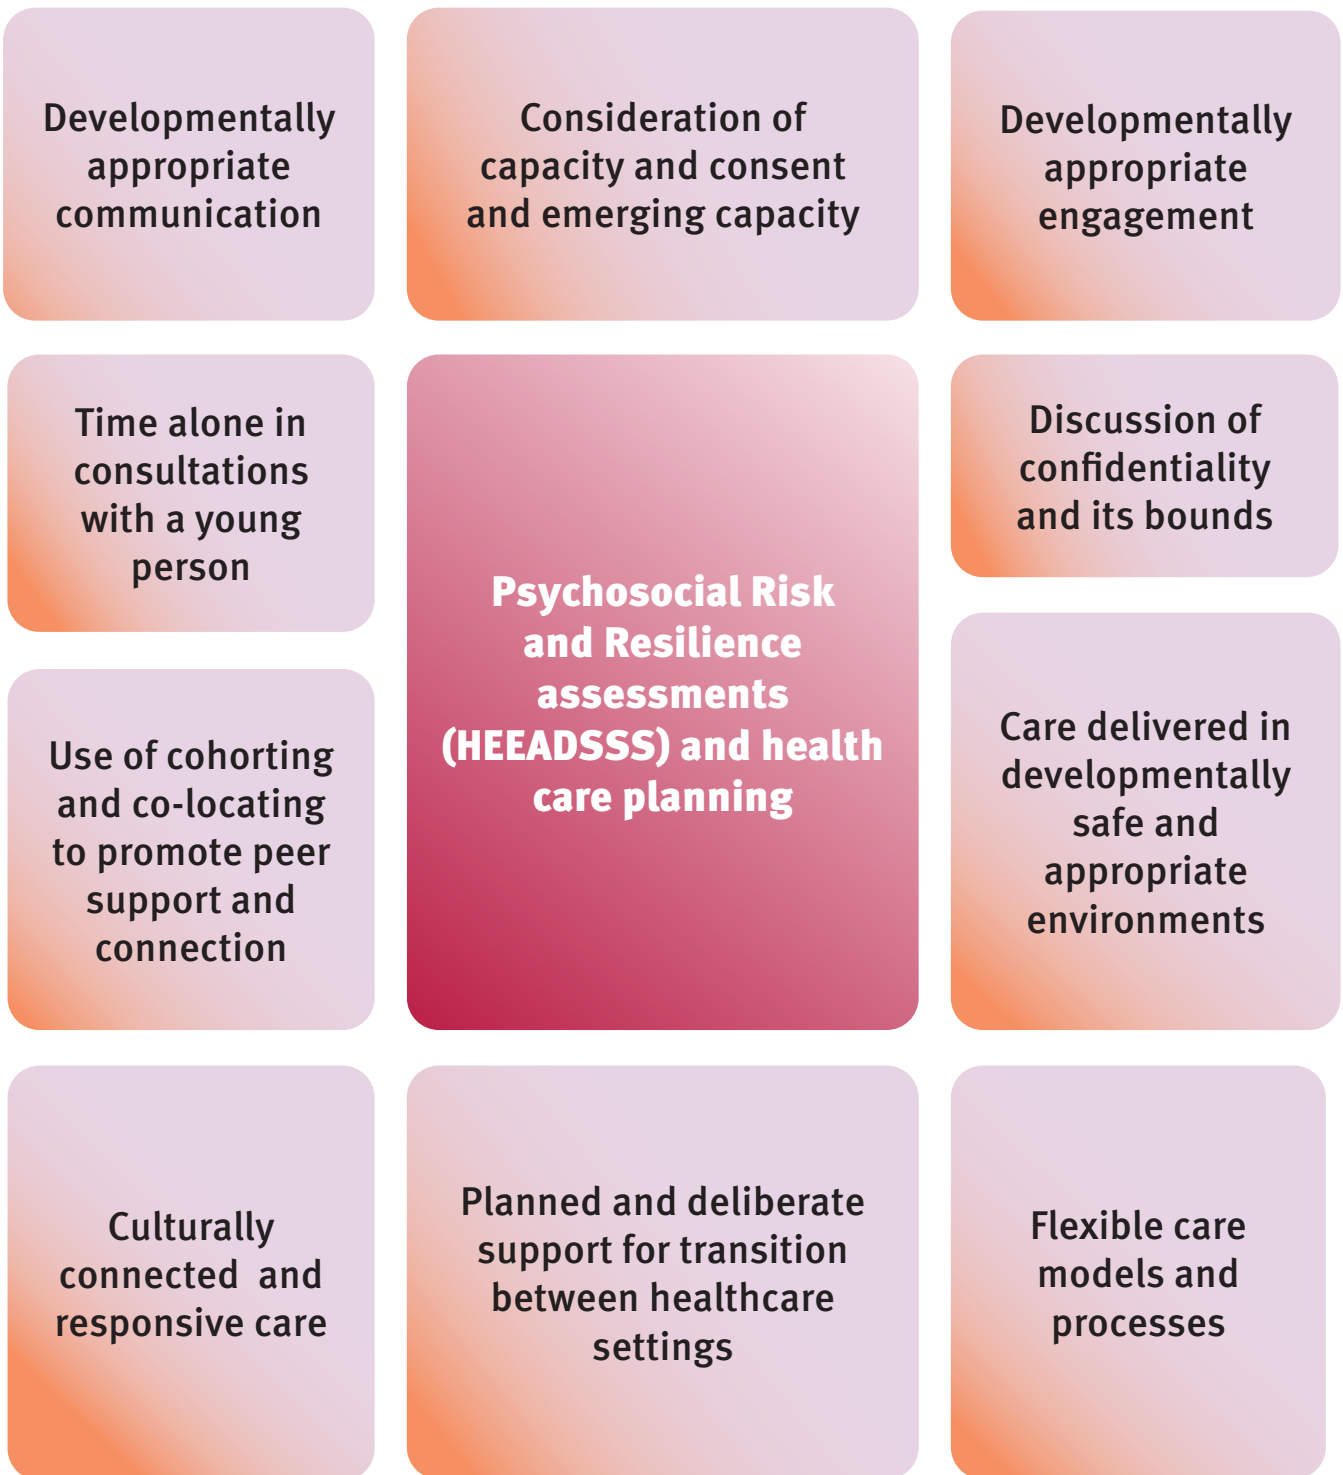 Developmentally
appropriate
communication
Consideration of
capacity and consent
and emerging capacity
Developmentally
appropriate
engagement
Time alone in
consultations
with a young
person
Psychosocial Risk
and Resilience
assessments
(HEEADSSS) and health
care planning
Discussion of
confidentiality
and its bounds
Use of cohorting
and co-locating
to promote peer
support and
connection
Care delivered in
developmentally
safe and
appropriate
environments
Culturally
connected  and
responsive care
Planned and deliberate
support for transition
between healthcare
settings
Flexible care
models and
processes